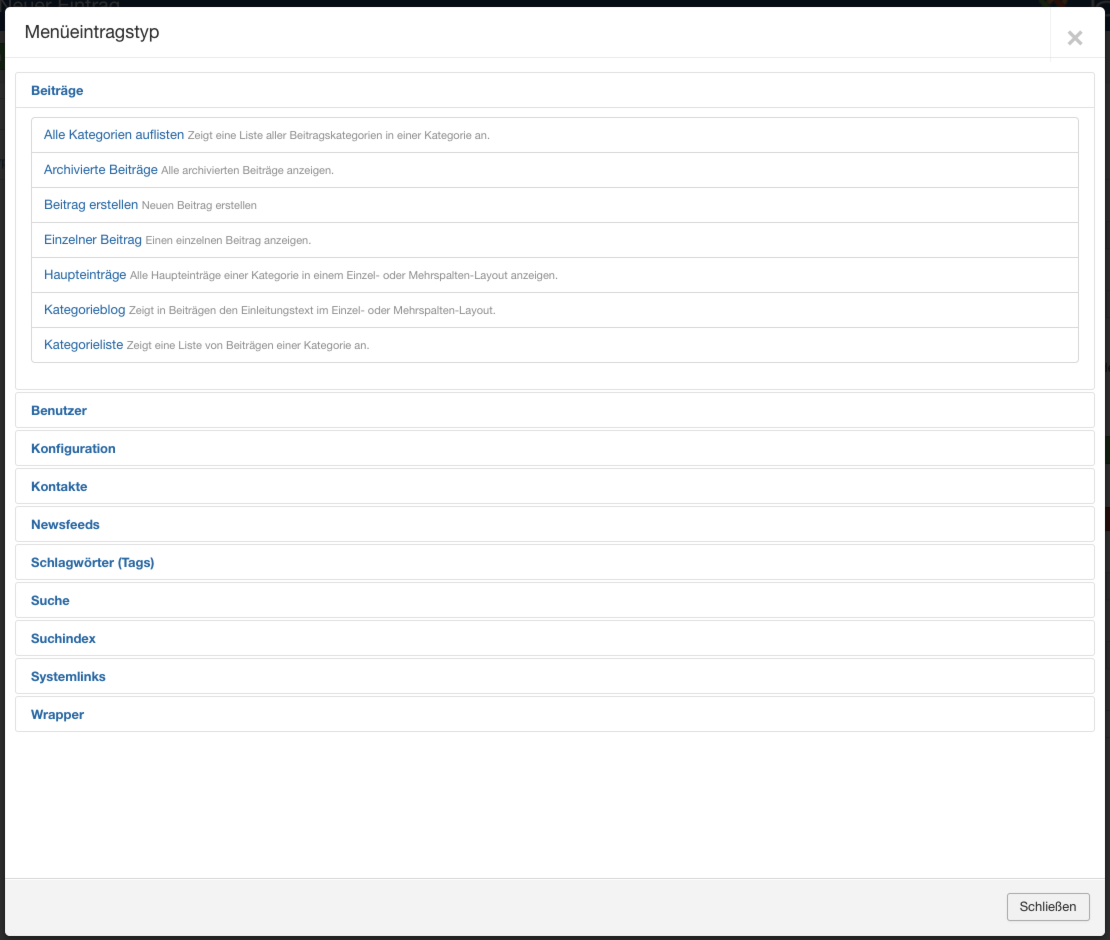 Neuer Eintrag
Menüeintragstyp
×
Beiträge
Alle Kategorien auflisten Zeigt eine Liste aller Beitragskategorien in einer Kategorie an.
Archivierte Beiträge Alle archivierten Beiträge anzeigen.
Beitrag erstellen Neuen Beitrag erstellen
Einzelner Beitrag Einen einzelnen Beitrag anzeigen.
Haupteinträge Alle Haupteinträge einer Kategorie in einem Einzel- oder Mehrspalten-Layout anzeigen.
Kategorieblog Zeigt in Beiträgen den Einleitungstext im Einzel- oder Mehrspalten-Layout.
Kategorieliste Zeigt eine Liste von Beiträgen einer Kategorie an.
Benutzer
Konfiguration
Kontakte
Newsfeeds
Schlagwörter (Tags)
Suche
Suchindex
Systemlinks
Wrapper
Schließen